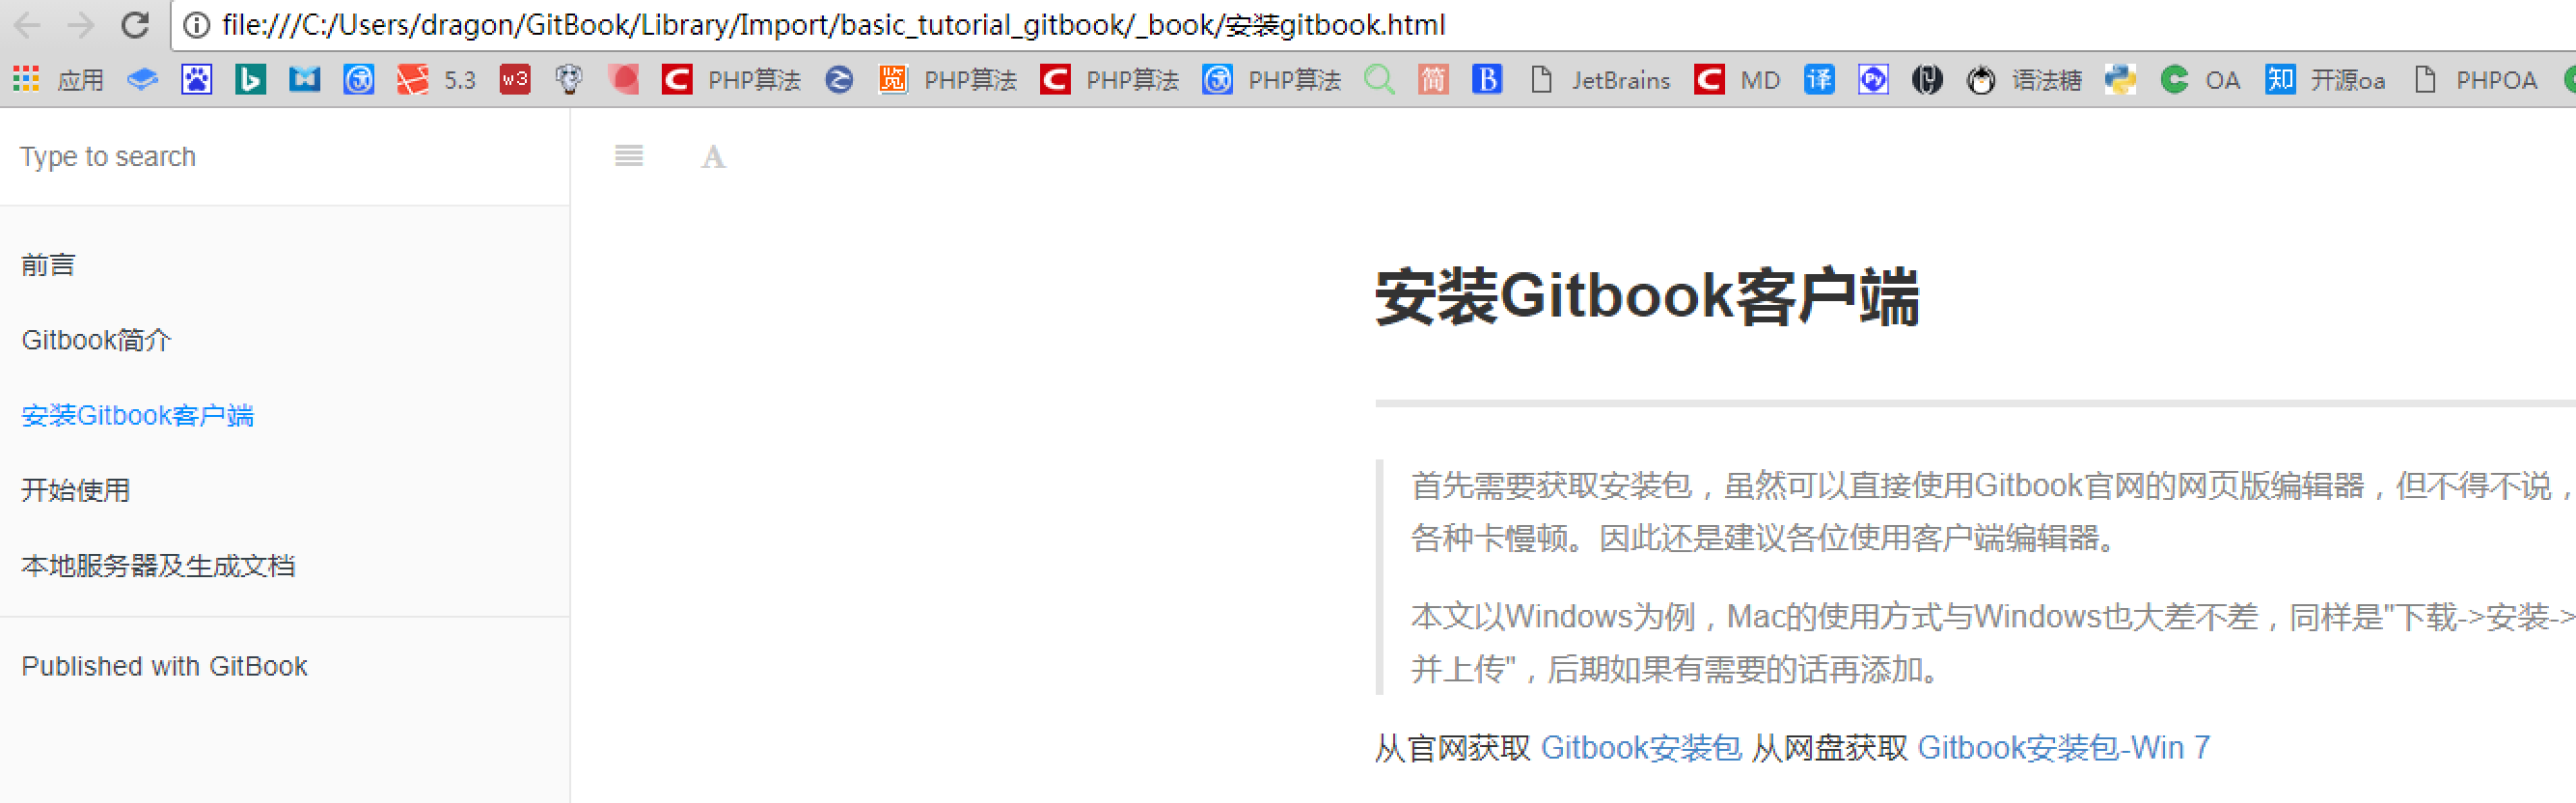 file:///C:/Users/dragon/GitBook/Library/Import/basic_tutorial_gitbook/_book/安装gitbook.html
应用 5.3 w3 PHP算法 览 PHP算法 PHP算法 PHP算法 简 B JetBrains MD 译 Py 语法糖 OA 知 开源oa PHPOA
Type to search
A
前言
Gitbook简介
安装Gitbook客户端
开始使用
本地服务器及生成文档
Published with GitBook
安装Gitbook客户端
首先需要获取安装包，虽然可以直接使用Gitbook官网的网页版编辑器，但不得不说，
各种卡慢顿。因此还是建议各位使用客户端编辑器。
本文以Windows为例，Mac的使用方式与Windows也大差不差，同样是"下载->安装->
并上传"，后期如果有需要的话再添加。
从官网获取 Gitbook安装包 从网盘获取 Gitbook安装包-Win 7